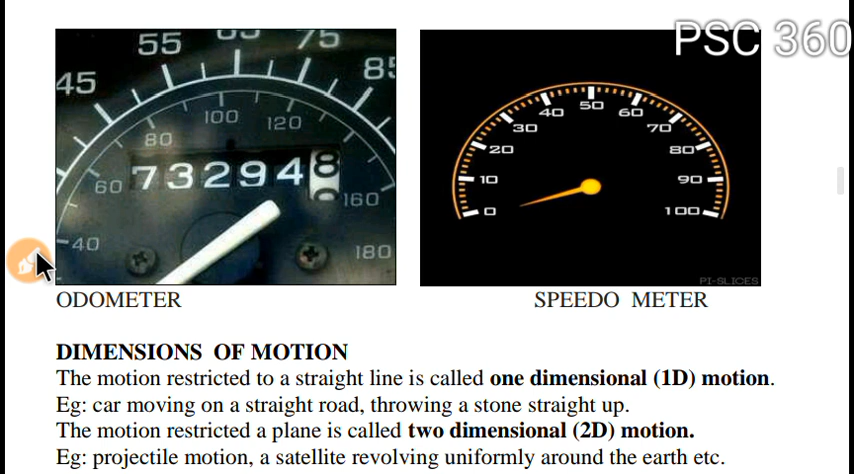 PSC 360
45 55 65 75 85
40 60 80 100 120 160 180
732948
0 10 20 30 40 50 60 70 80 90 100
PI-SLICES
ODOMETER
SPEEDO METER
DIMENSIONS OF MOTION
The motion restricted to a straight line is called one dimensional (1D) motion.
Eg: car moving on a straight road, throwing a stone straight up.
The motion restricted a plane is called two dimensional (2D) motion.
Eg: projectile motion, a satellite revolving uniformly around the earth etc.